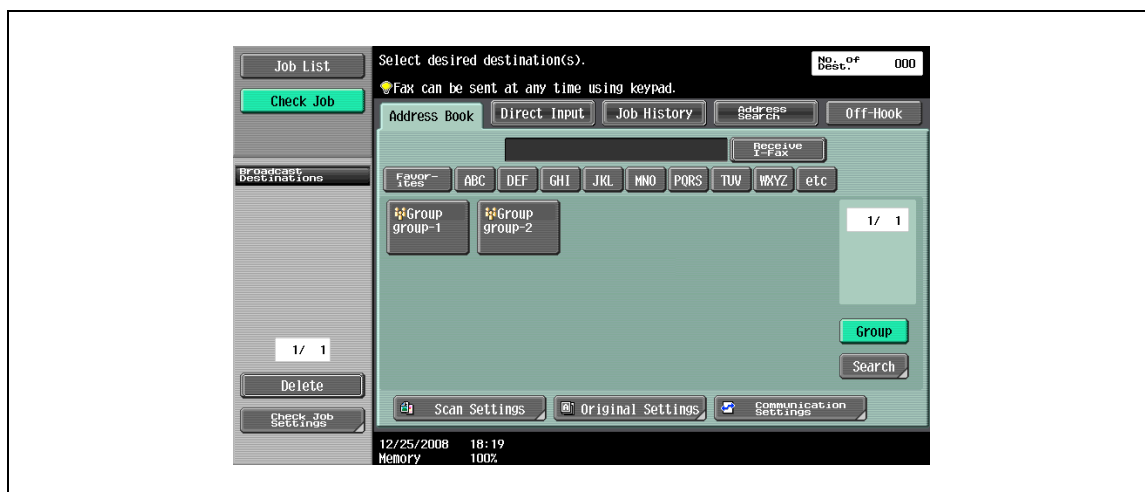 Job List
Check Job
Broadcast
Destinations
1/ 1
Delete
Check Job
Settings
Select desired destination(s).
No. of
Dest.
000
Fax can be sent at any time using keypad.
Address Book
Direct Input
Job History
Address
Search
Off-Hook
Receive
I-Fax
Favor-
ites
ABC
DEF
GHI
JKL
MNO
PQRS
TUV
WXYZ
etc
Group
group-1
Group
group-2
1/ 1
Group
Search
Scan Settings
Original Settings
Communication
Settings
12/25/2008 18:19
Memory 100%